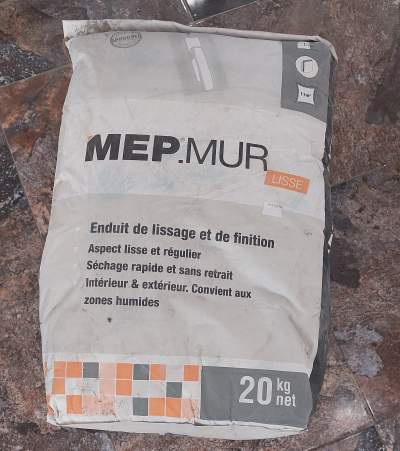 MEP.MUR
LISSE
Enduit de lissage et de finition
Aspect lisse et régulier
Séchage rapide et sans retrait
Intérieur & extérieur. Convient aux
zones humides
20 kg
net